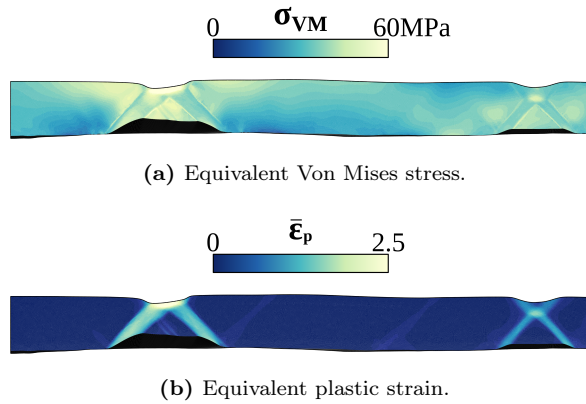 σVM
0 60MPa
(a) Equivalent Von Mises stress.
ε̄p
0 2.5
(b) Equivalent plastic strain.